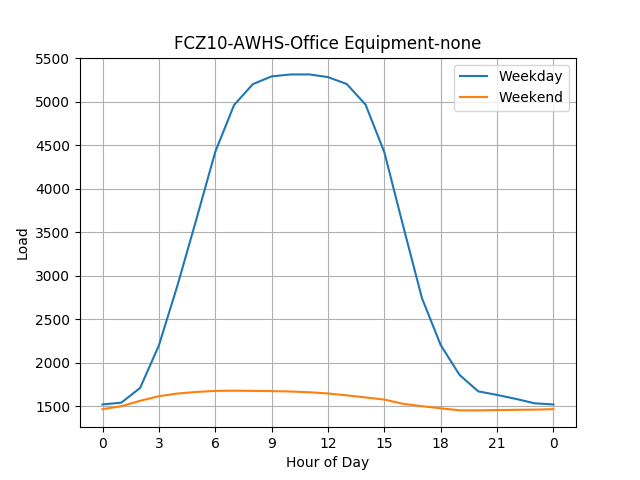 FCZ10-AWHS-Office Equipment-none
Weekday
Weekend
Load
5500
5000
4500
4000
3500
3000
2500
2000
1500
0 3 6 9 12 15 18 21 0
Hour of Day